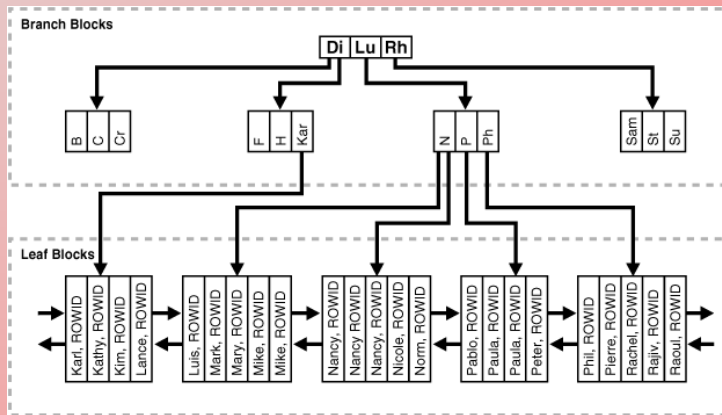 Branch Blocks
Di Lu Rh
B
C
Cr
F
H
Kar
N
P
Ph
Sam
St
Su
Leaf Blocks
Karl, ROWID
Kathy, ROWID
Kim, ROWID
Lance, ROWID
Luis, ROWID
Mark, ROWID
Mary, ROWID
Mike, ROWID
Mike, ROWID
Nancy, ROWID
Nancy, ROWID
Nancy, ROWID
Nicole, ROWID
Norm, ROWID
Pablo, ROWID
Paula, ROWID
Paula, ROWID
Peter, ROWID
Phil, ROWID
Pierre, ROWID
Rachel, ROWID
Rajiv, ROWID
Raoul, ROWID